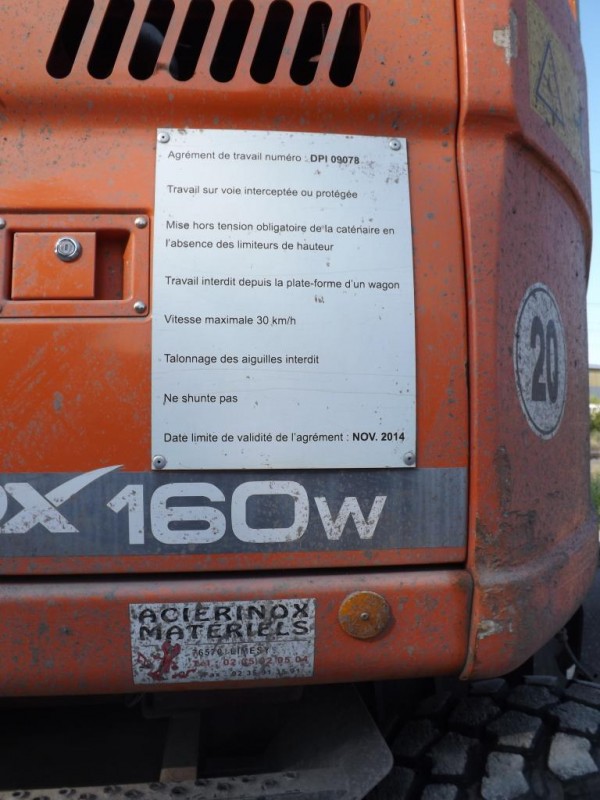 Agrément de travail numéro : DPI 09078
Travail sur voie interceptée ou protégée
Mise hors tension obligatoire de la caténaire en
l'absence des limiteurs de hauteur
Travail interdit depuis la plate-forme d'un wagon
Vitesse maximale 30 km/h
Talonnage des aiguilles interdit
Ne shunte pas
Date limite de validité de l'agrément : NOV. 2014
20
X 160W
ACIERINOX
MATERIELS